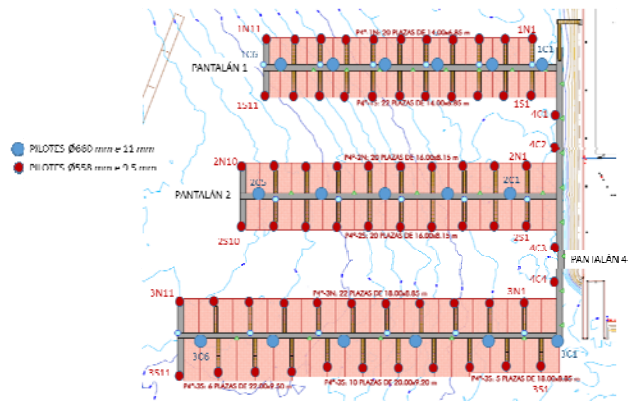 1N11
P4ª-1N: 20 PLAZAS DE 14.00x6.85 m
1N1
1C6
1C1
PANTALÁN 1
1S11
P4ª-1S: 22 PLAZAS DE 14.00x6.85 m
1S1
4C1
PILOTES Ø680 mm e 11 mm
PILOTES Ø558 mm e 9.5 mm
4C2
2N10
P4ª-2N: 20 PLAZAS DE 16.00x8.15 m
2N1
2C5
2C1
PANTALÁN 2
2S10
P4ª-2S: 20 PLAZAS DE 16.00x8.15 m
2S1
4C3
PANTALÁN 4
4C4
3N11
P4ª-3N: 22 PLAZAS DE 18.00x8.85 m
3N1
3C6
3C1
3S11
P4ª-3S: 6 PLAZAS DE 22.00x9.50 m
P4ª-3S: 10 PLAZAS DE 20.00x9.20 m
P4ª-3S: 5 PLAZAS DE 18.00x8.85 m
3S1